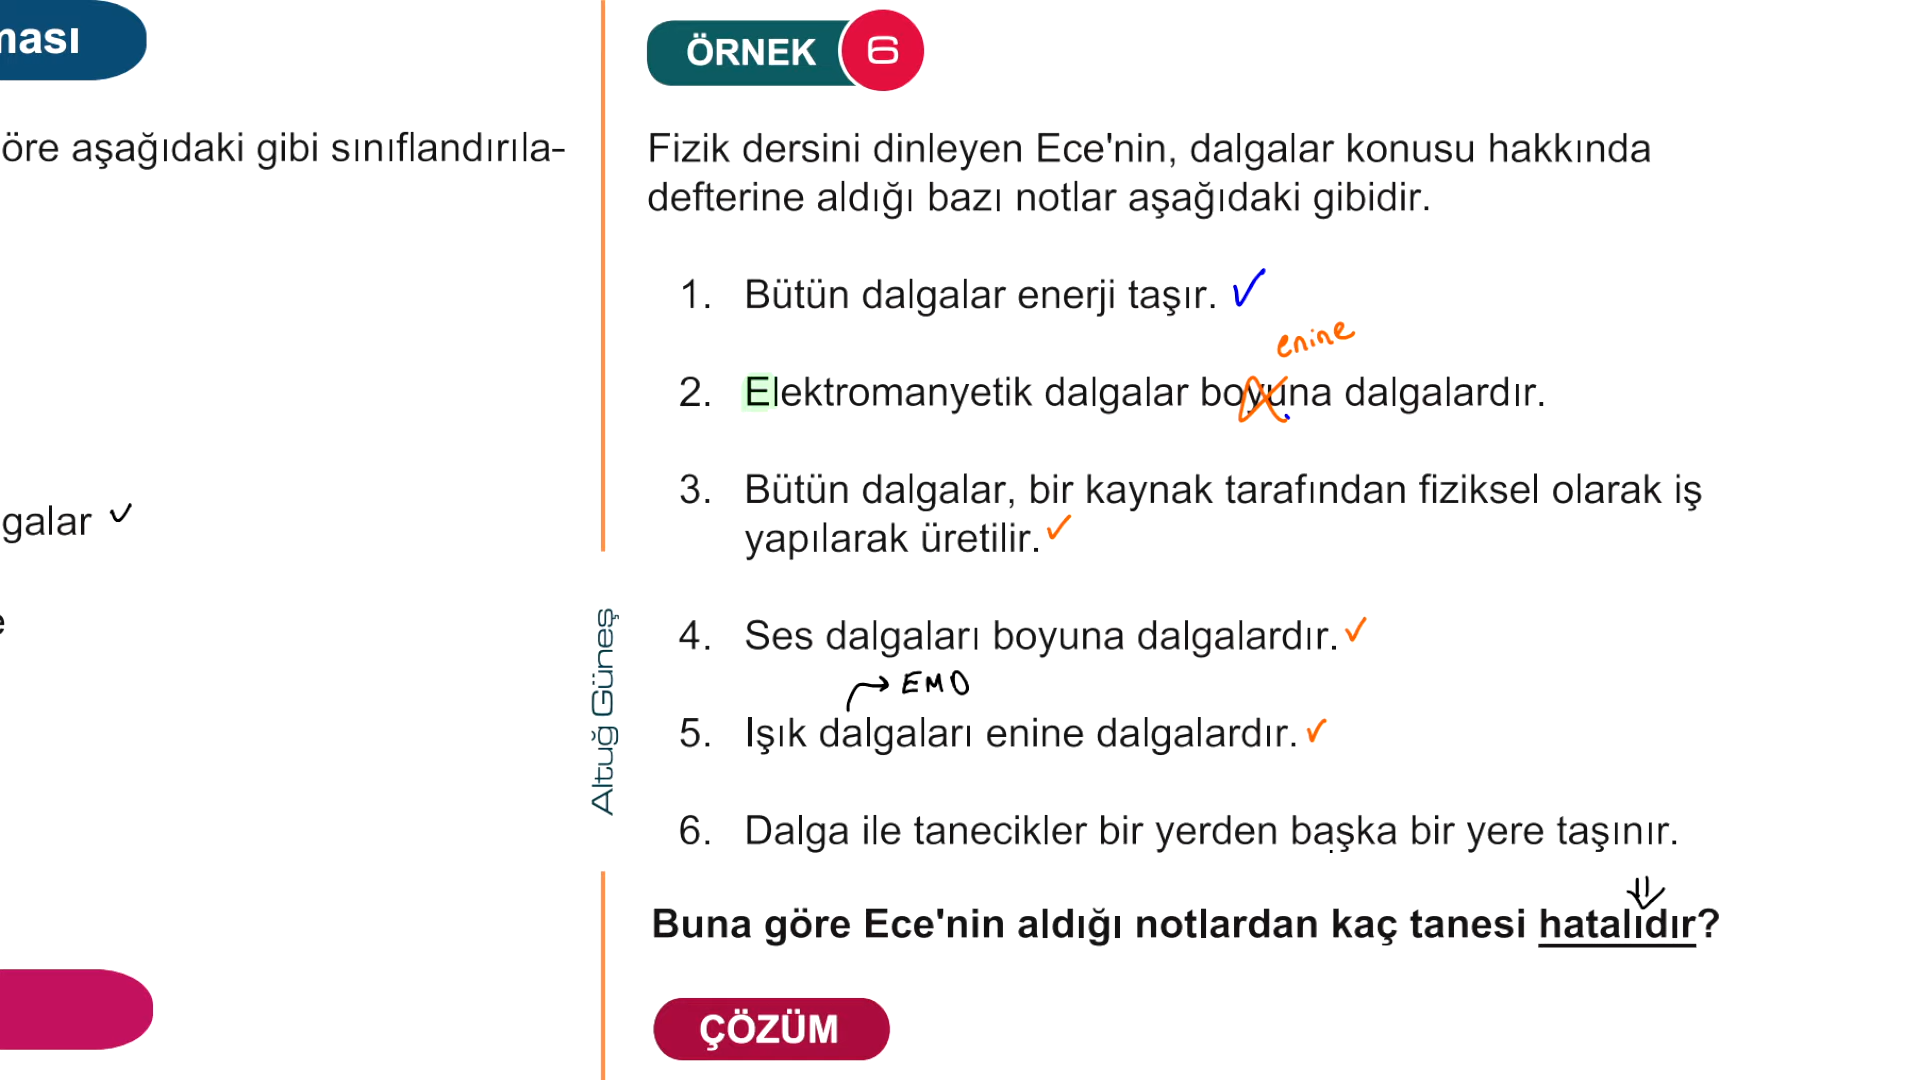 ması
öre aşağıdaki gibi sınıflandırıla-
galar ✓
e
Altuğ Güneş
ÖRNEK 6
Fizik dersini dinleyen Ece'nin, dalgalar konusu hakkında
defterine aldığı bazı notlar aşağıdaki gibidir.
1. Bütün dalgalar enerji taşır. ✓
enine
2. Elektromanyetik dalgalar boyuna dalgalardır.
3. Bütün dalgalar, bir kaynak tarafından fiziksel olarak iş
yapılarak üretilir. ✓
4. Ses dalgaları boyuna dalgalardır. ✓
→ EMD
5. Işık dalgaları enine dalgalardır. ✓
6. Dalga ile tanecikler bir yerden başka bir yere taşınır.
Buna göre Ece'nin aldığı notlardan kaç tanesi hatalıdır?
ÇÖZÜM